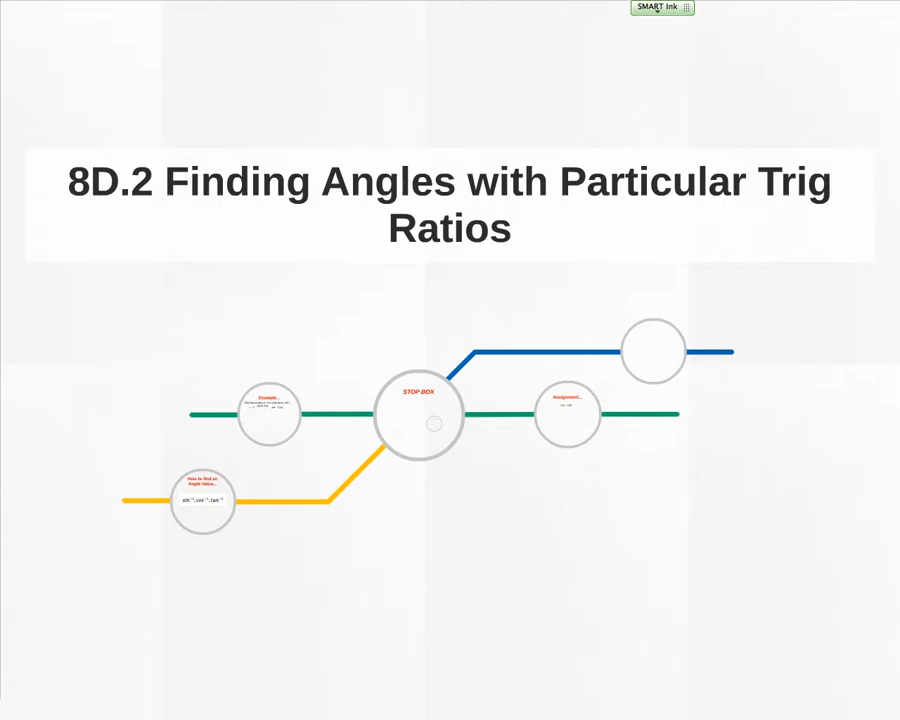 SMART Ink
8D.2 Finding Angles with Particular Trig
Ratios
Example...
STOP BOX
Assignment...
How to find an
Angle Value...
sin⁻¹, cos⁻¹, tan⁻¹